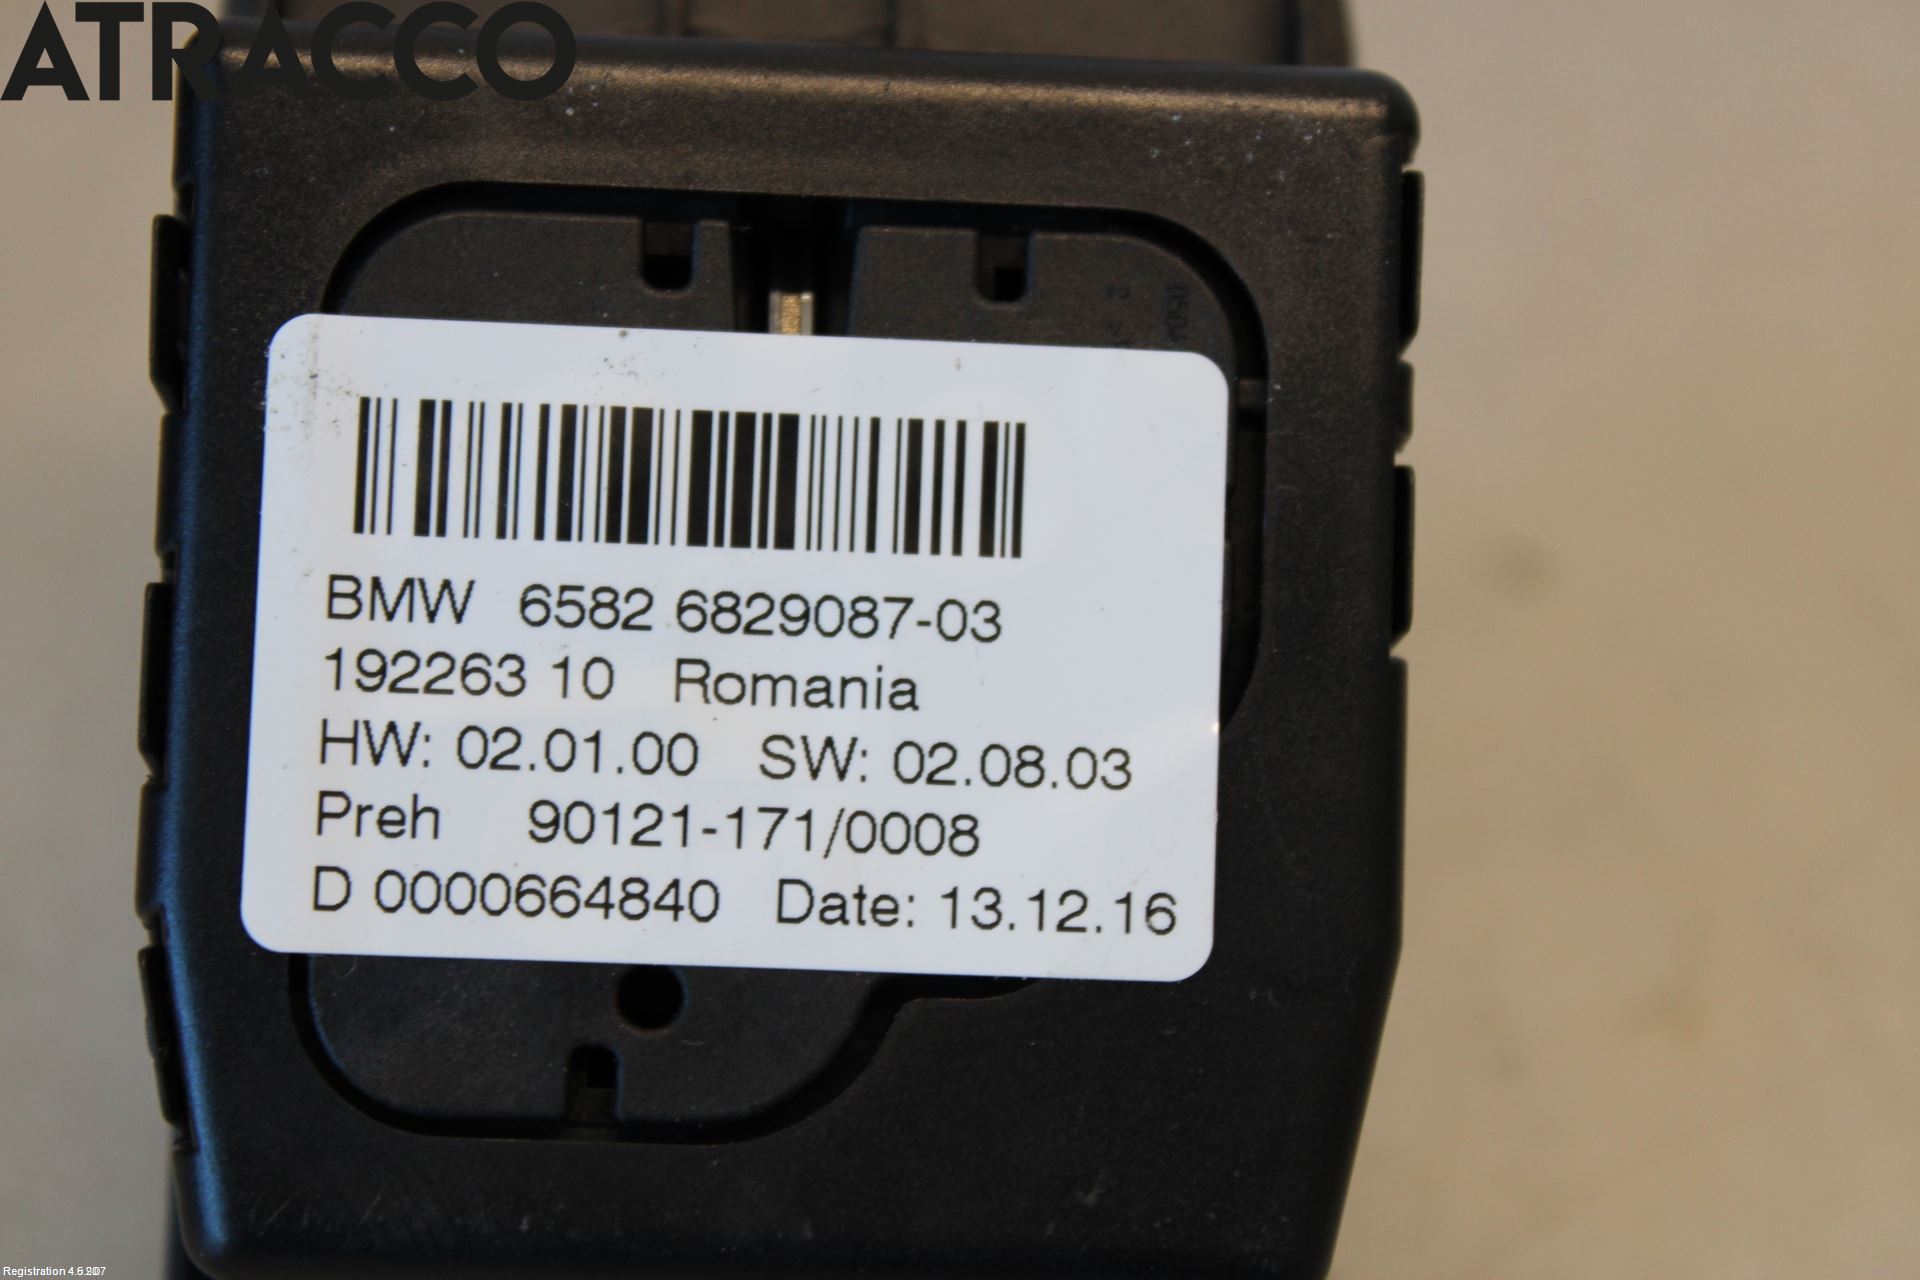 ATRACCO
BMW 6582 6829087-03
192263 10 Romania
HW: 02.01.00 SW: 02.08.03
Preh 90121-171/0008
D 0000664840 Date: 13.12.16
Registration